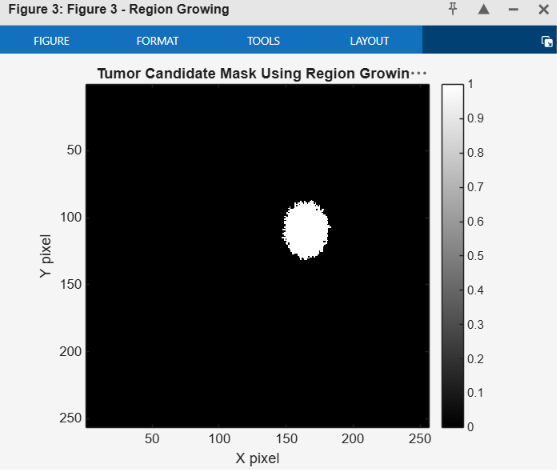 Figure 3: Figure 3 - Region Growing
FIGURE FORMAT TOOLS LAYOUT
Tumor Candidate Mask Using Region Growin...
50
100
150
200
250
Y pixel
50 100 150 200 250
X pixel
1
0.9
0.8
0.7
0.6
0.5
0.4
0.3
0.2
0.1
0